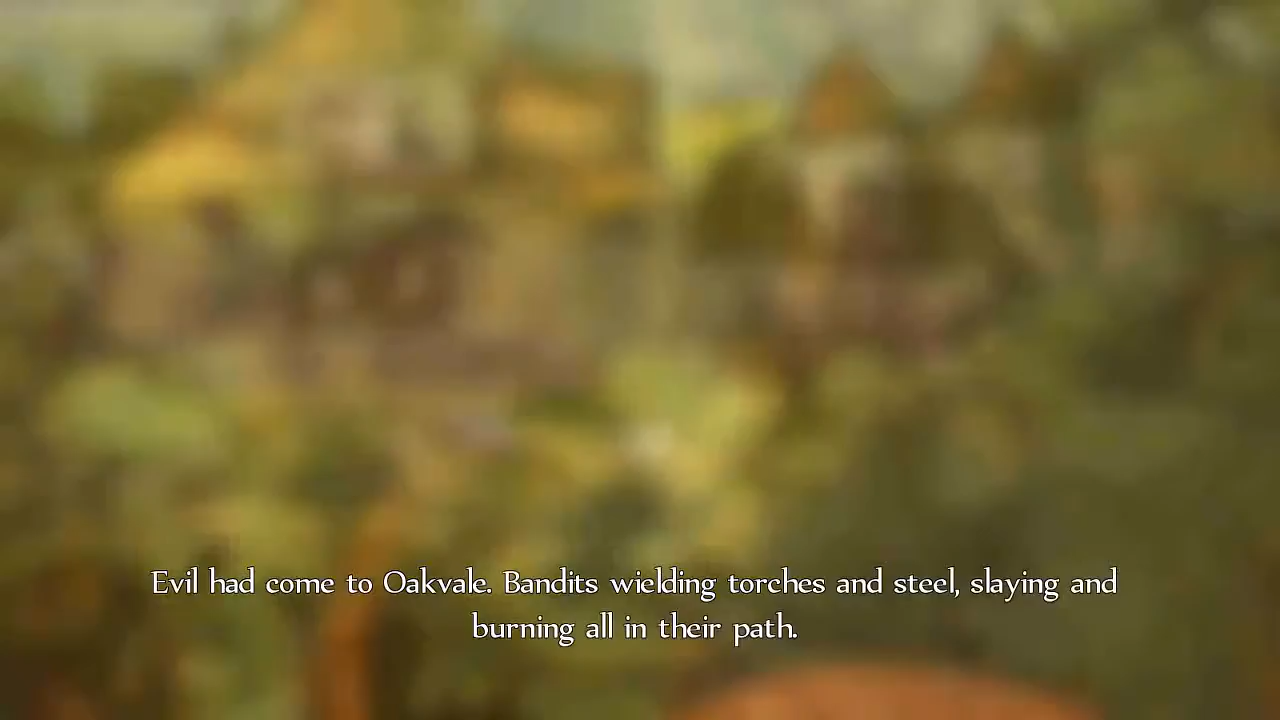 Evil had come to Oakvale. Bandits wielding torches and steel, slaying and
burning all in their path.